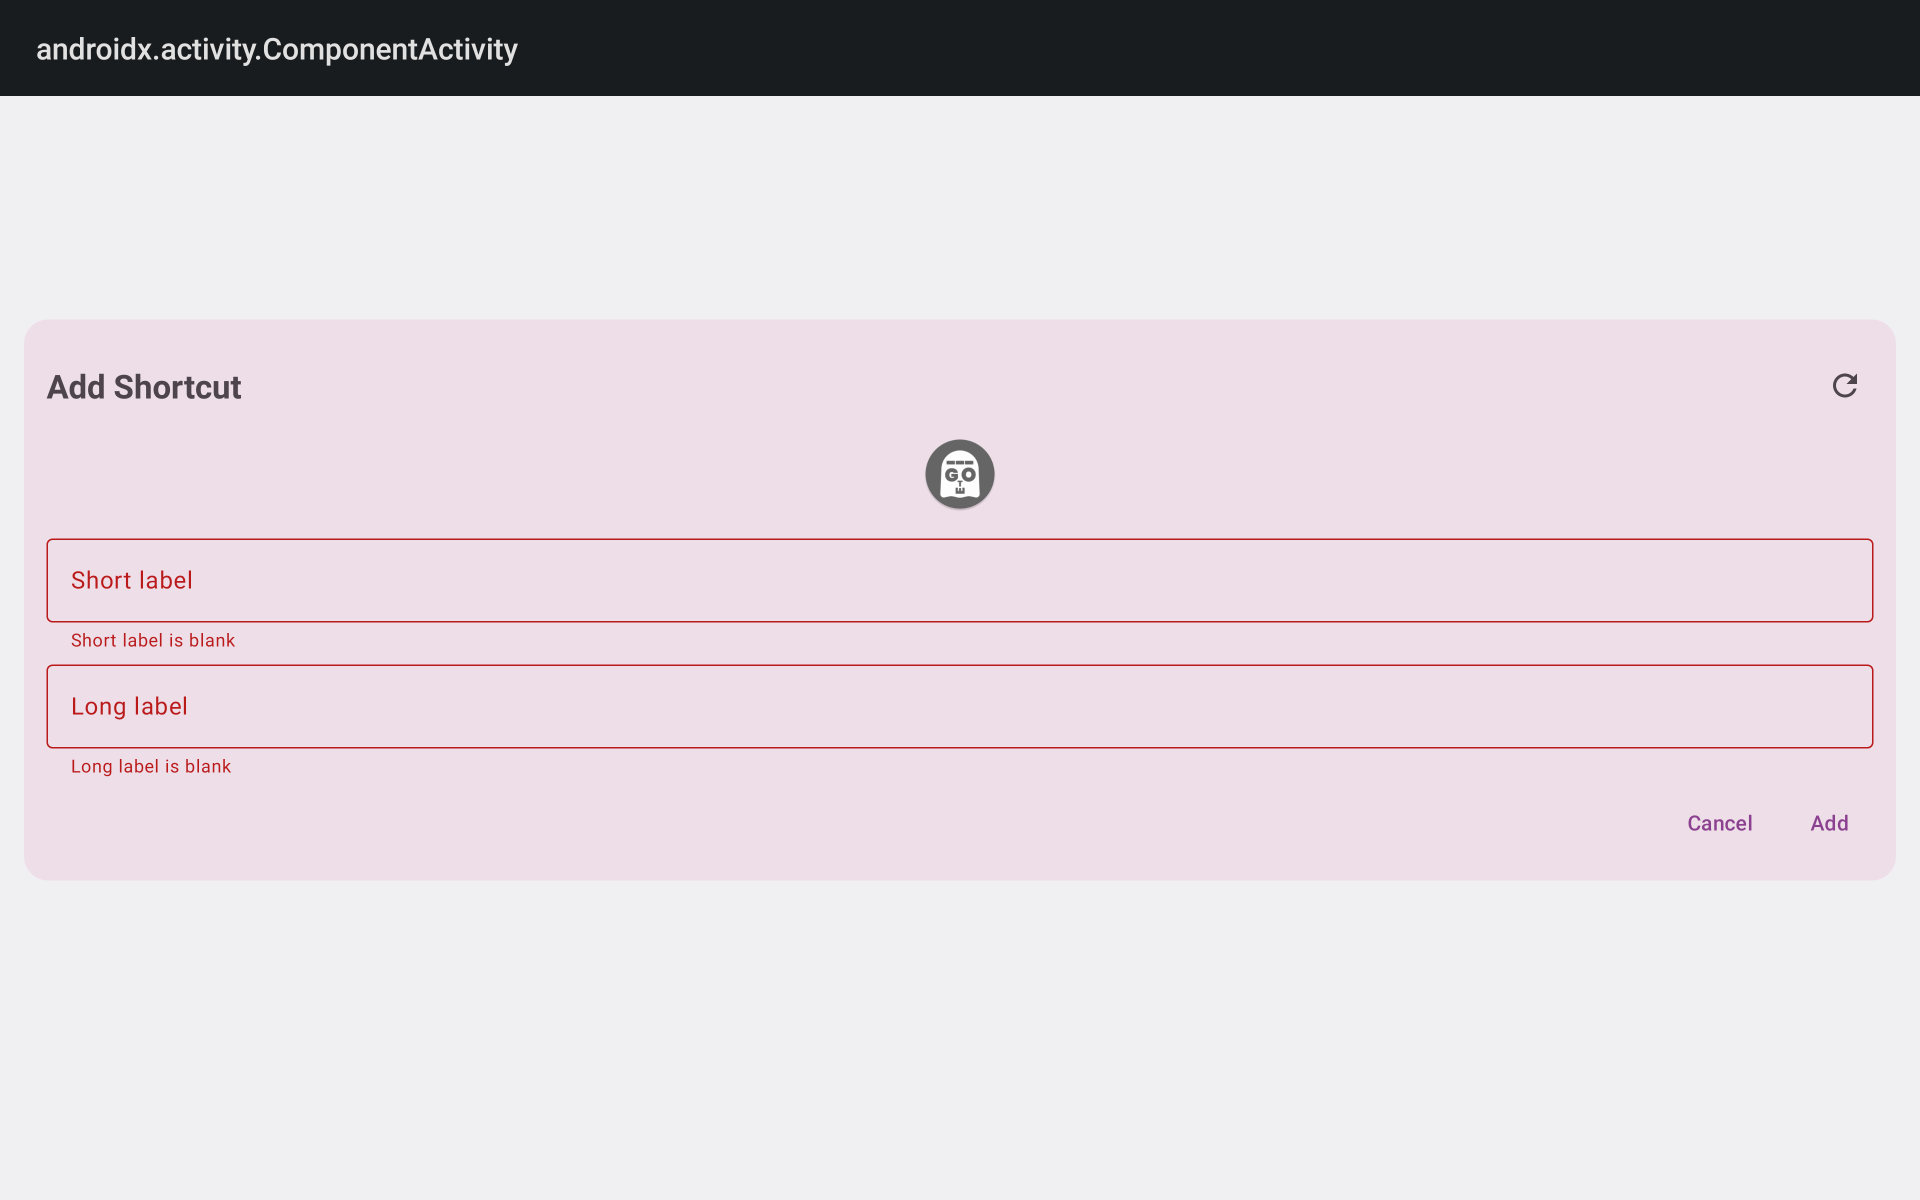 androidx.activity.ComponentActivity
Add Shortcut
GO
Short label
Short label is blank
Long label
Long label is blank
Cancel
Add